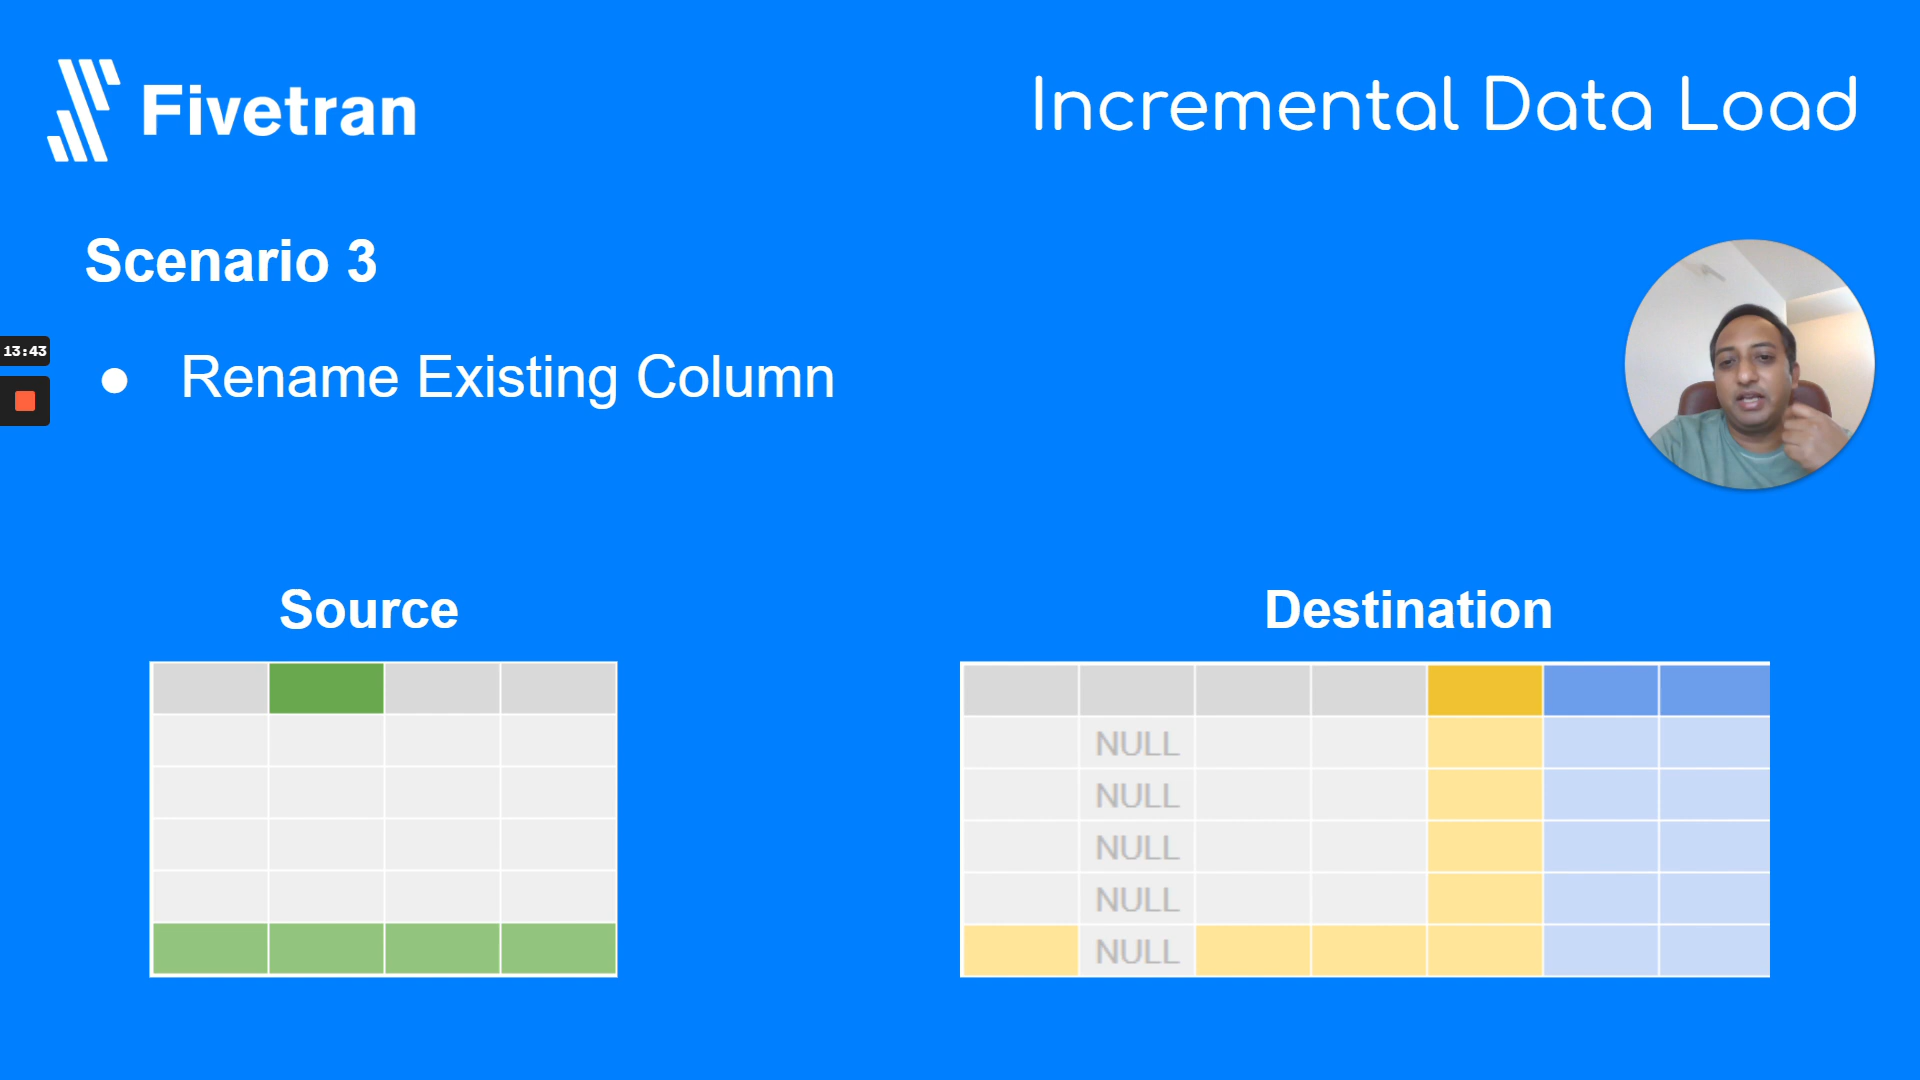 Fivetran
Incremental Data Load
Scenario 3
13:43
● Rename Existing Column
Source
Destination
NULL
NULL
NULL
NULL
NULL